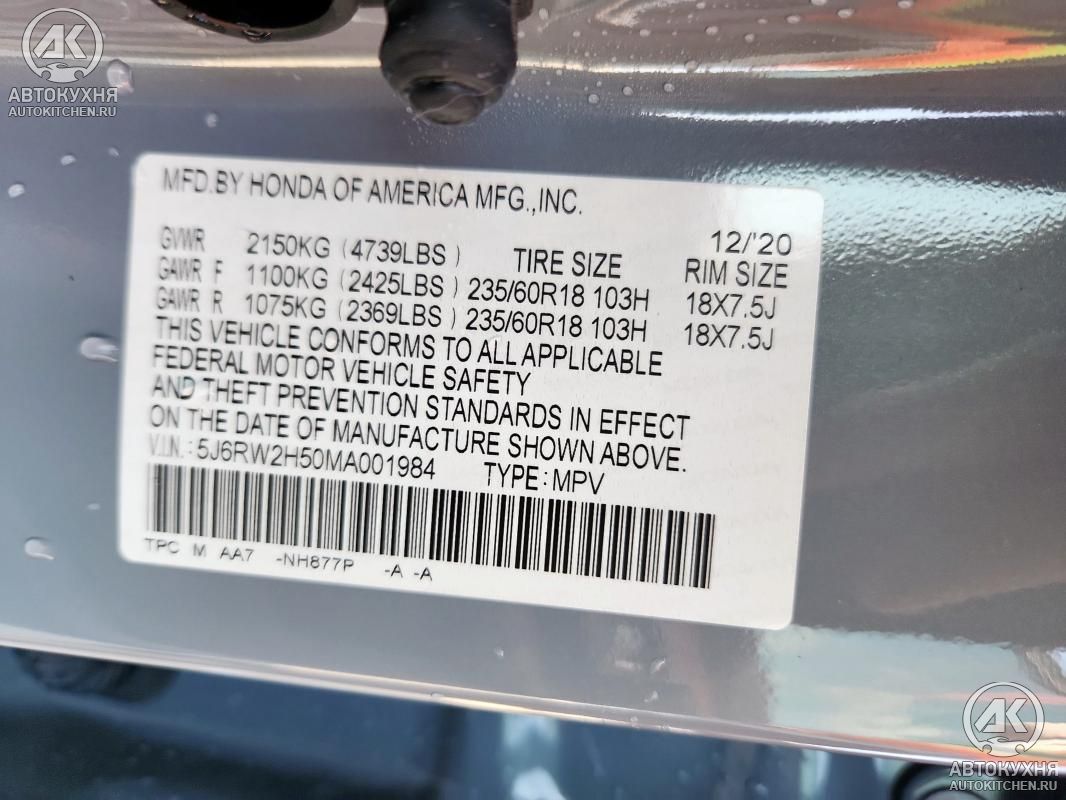 AK
АВТОКУХНЯ
AUTOKITCHEN.RU
MFD.BY HONDA OF AMERICA MFG.,INC.
12/'20
GVWR 2150KG (4739LBS) TIRE SIZE RIM SIZE
GAWR F 1100KG (2425LBS) 235/60R18 103H 18X7.5J
GAWR R 1075KG (2369LBS) 235/60R18 103H 18X7.5J
THIS VEHICLE CONFORMS TO ALL APPLICABLE
FEDERAL MOTOR VEHICLE SAFETY
AND THEFT PREVENTION STANDARDS IN EFFECT
ON THE DATE OF MANUFACTURE SHOWN ABOVE.
V.I.N.: 5J6RW2H50MA001984 TYPE: MPV
TPC M AA7 -NH877P -A -A
AK
АВТОКУХНЯ
AUTOKITCHEN.RU